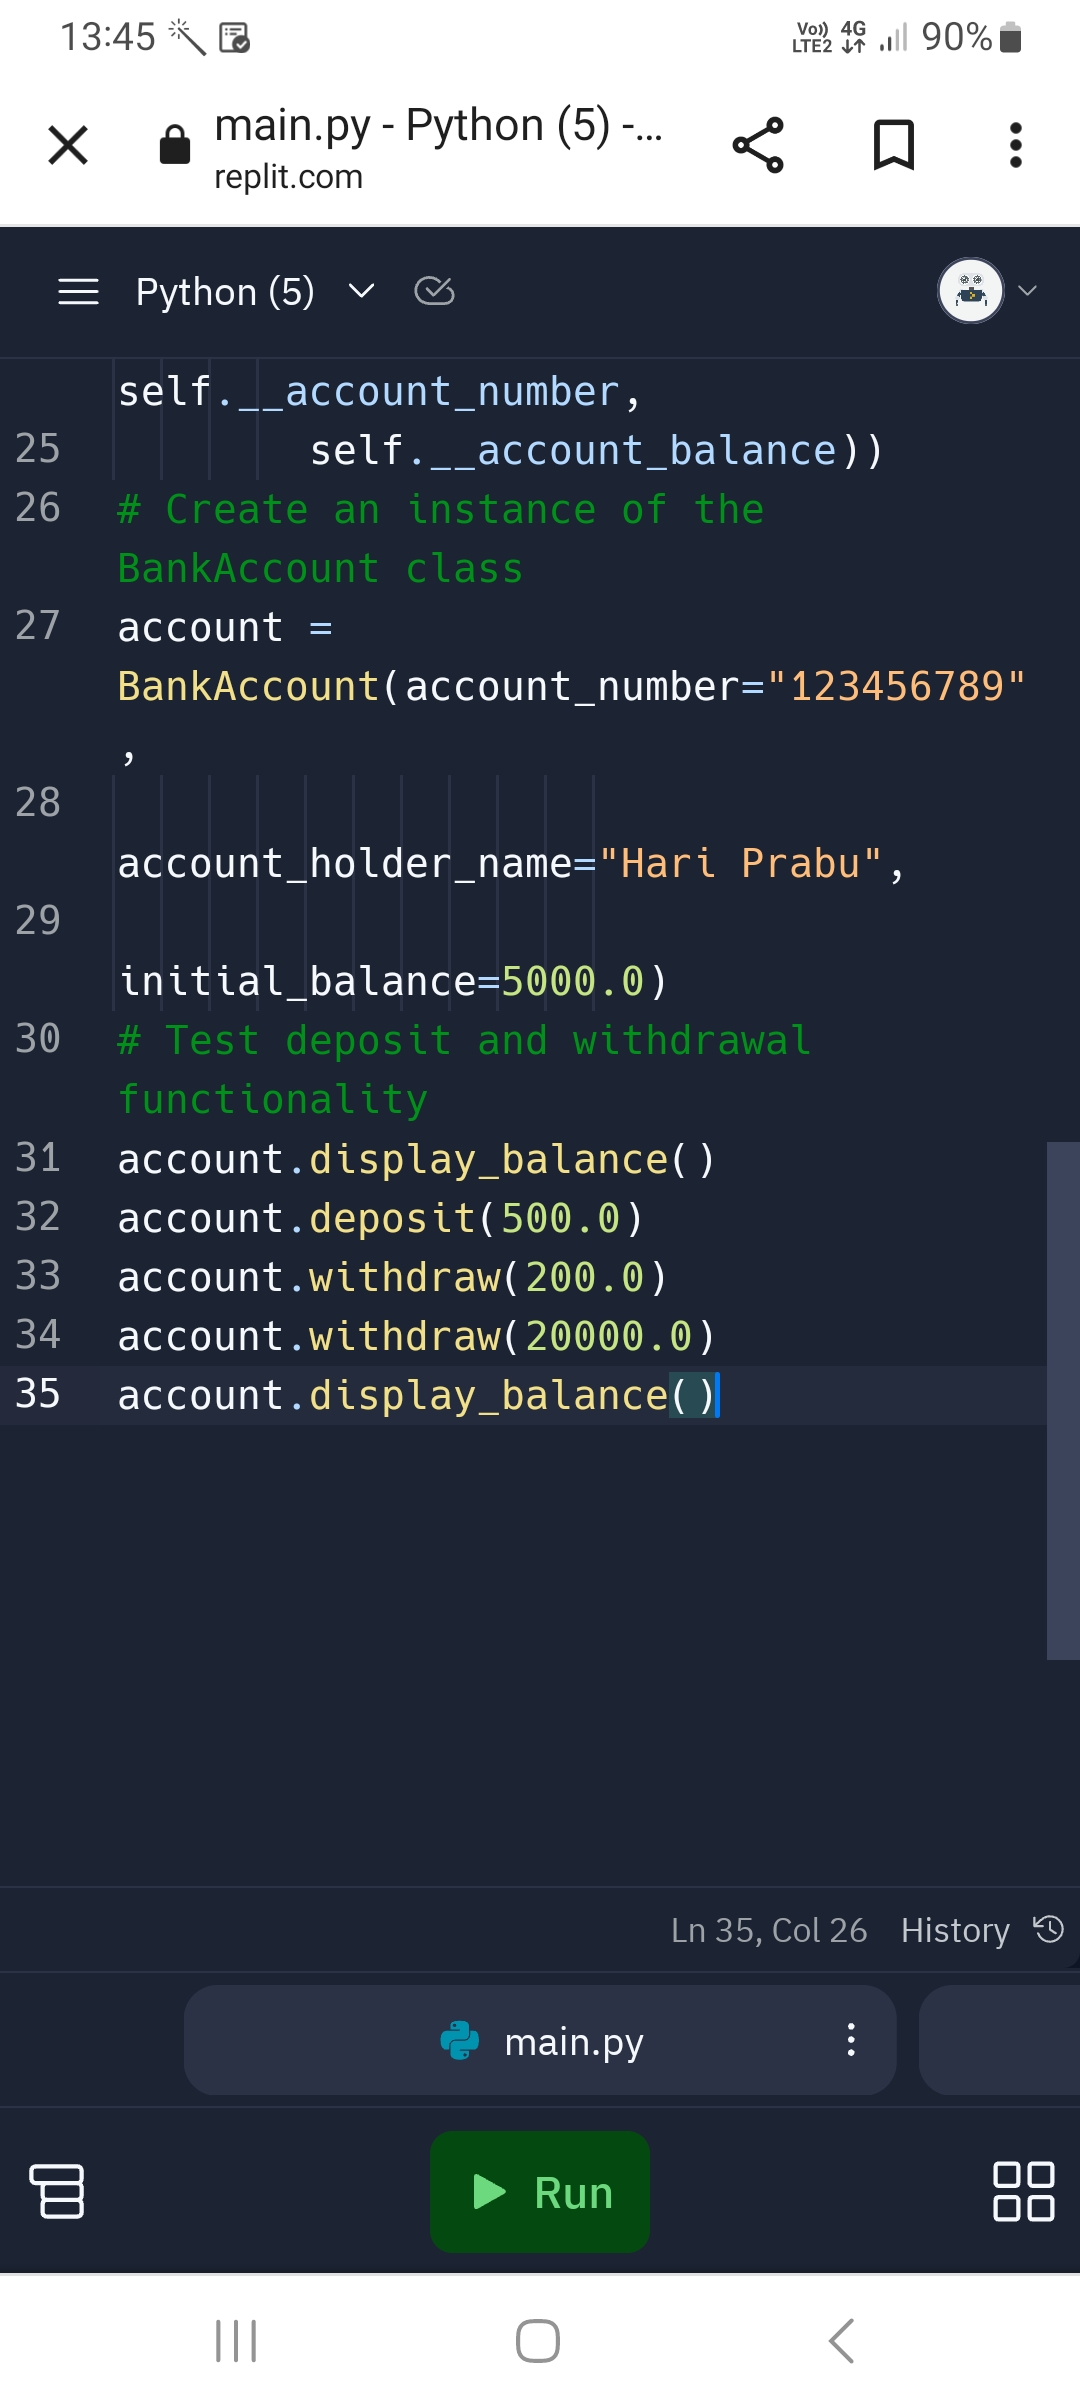 13:45 Vo)) LTE2 4G 90%
main.py - Python (5) -...
replit.com
Python (5)
self.__account_number,
25 self.__account_balance))
26 # Create an instance of the
BankAccount class
27 account =
BankAccount(account_number="123456789"
,
28
account_holder_name="Hari Prabu",
29
initial_balance=5000.0)
30 # Test deposit and withdrawal
functionality
31 account.display_balance()
32 account.deposit(500.0)
33 account.withdraw(200.0)
34 account.withdraw(20000.0)
35 account.display_balance()
Ln 35, Col 26 History
main.py
Run